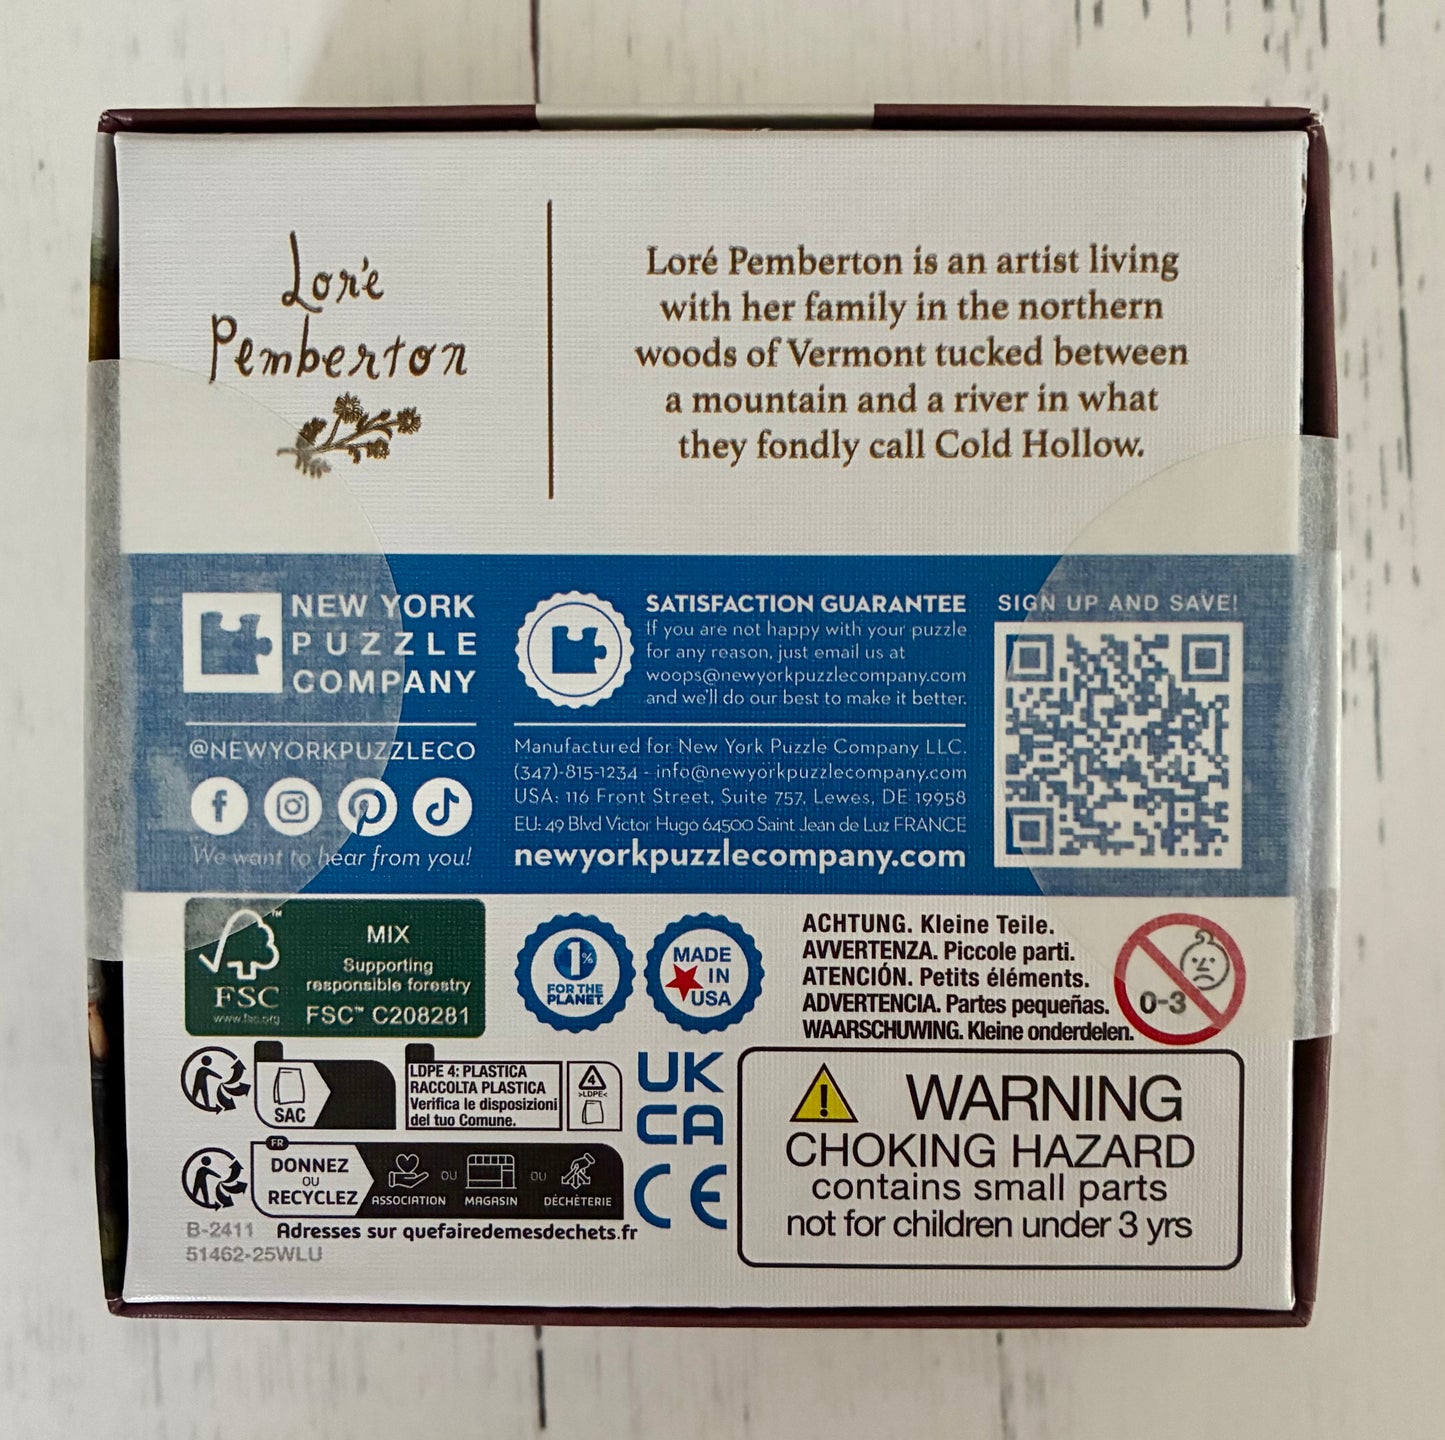 Loré
Pemberton
Loré Pemberton is an artist living
with her family in the northern
woods of Vermont tucked between
a mountain and a river in what
they fondly call Cold Hollow.
NEW YORK
PUZZLE
COMPANY
@NEWYORKPUZZLECO
We want to hear from you!
SATISFACTION GUARANTEE
If you are not happy with your puzzle
for any reason, just email us at
woops@newyorkpuzzlecompany.com
and we'll do our best to make it better.
Manufactured for New York Puzzle Company LLC.
(347)-815-1234 - info@newyorkpuzzlecompany.com
USA: 116 Front Street, Suite 757, Lewes, DE 19958
EU: 49 Blvd Victor Hugo 64500 Saint Jean de Luz FRANCE
newyorkpuzzlecompany.com
SIGN UP AND SAVE!
FSC
www.fsc.org
MIX
Supporting
responsible forestry
FSC™ C208281
1%
FOR THE
PLANET
MADE
IN
USA
ACHTUNG. Kleine Teile.
AVVERTENZA. Piccole parti.
ATENCIÓN. Petits éléments.
ADVERTENCIA. Partes pequeñas.
WAARSCHUWING. Kleine onderdelen.
0-3
SAC
LDPE 4: PLASTICA
RACCOLTA PLASTICA
Verifica le disposizioni
del tuo Comune.
4
>LDPE<
FR
DONNEZ
OU
RECYCLEZ
ASSOCIATION
OU
MAGASIN
OU
DÉCHÈTERIE
B-2411
Adresses sur quefairedemesdechets.fr
51462-25WLU
UK
CA
CE
WARNING
CHOKING HAZARD
contains small parts
not for children under 3 yrs